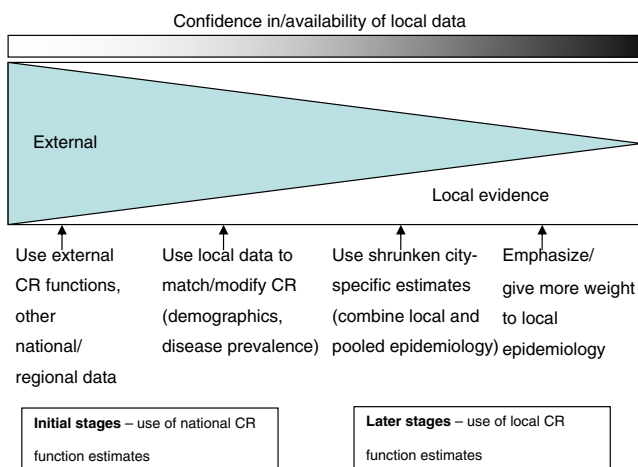 Confidence in/availability of local data
External
Local evidence
Use external
CR functions,
other
national/
regional data
Use local data to
match/modify CR
(demographics,
disease prevalence)
Use shrunken city-
specific estimates
(combine local and
pooled epidemiology)
Emphasize/
give more weight
to local
epidemiology
Initial stages – use of national CR
function estimates
Later stages – use of local CR
function estimates